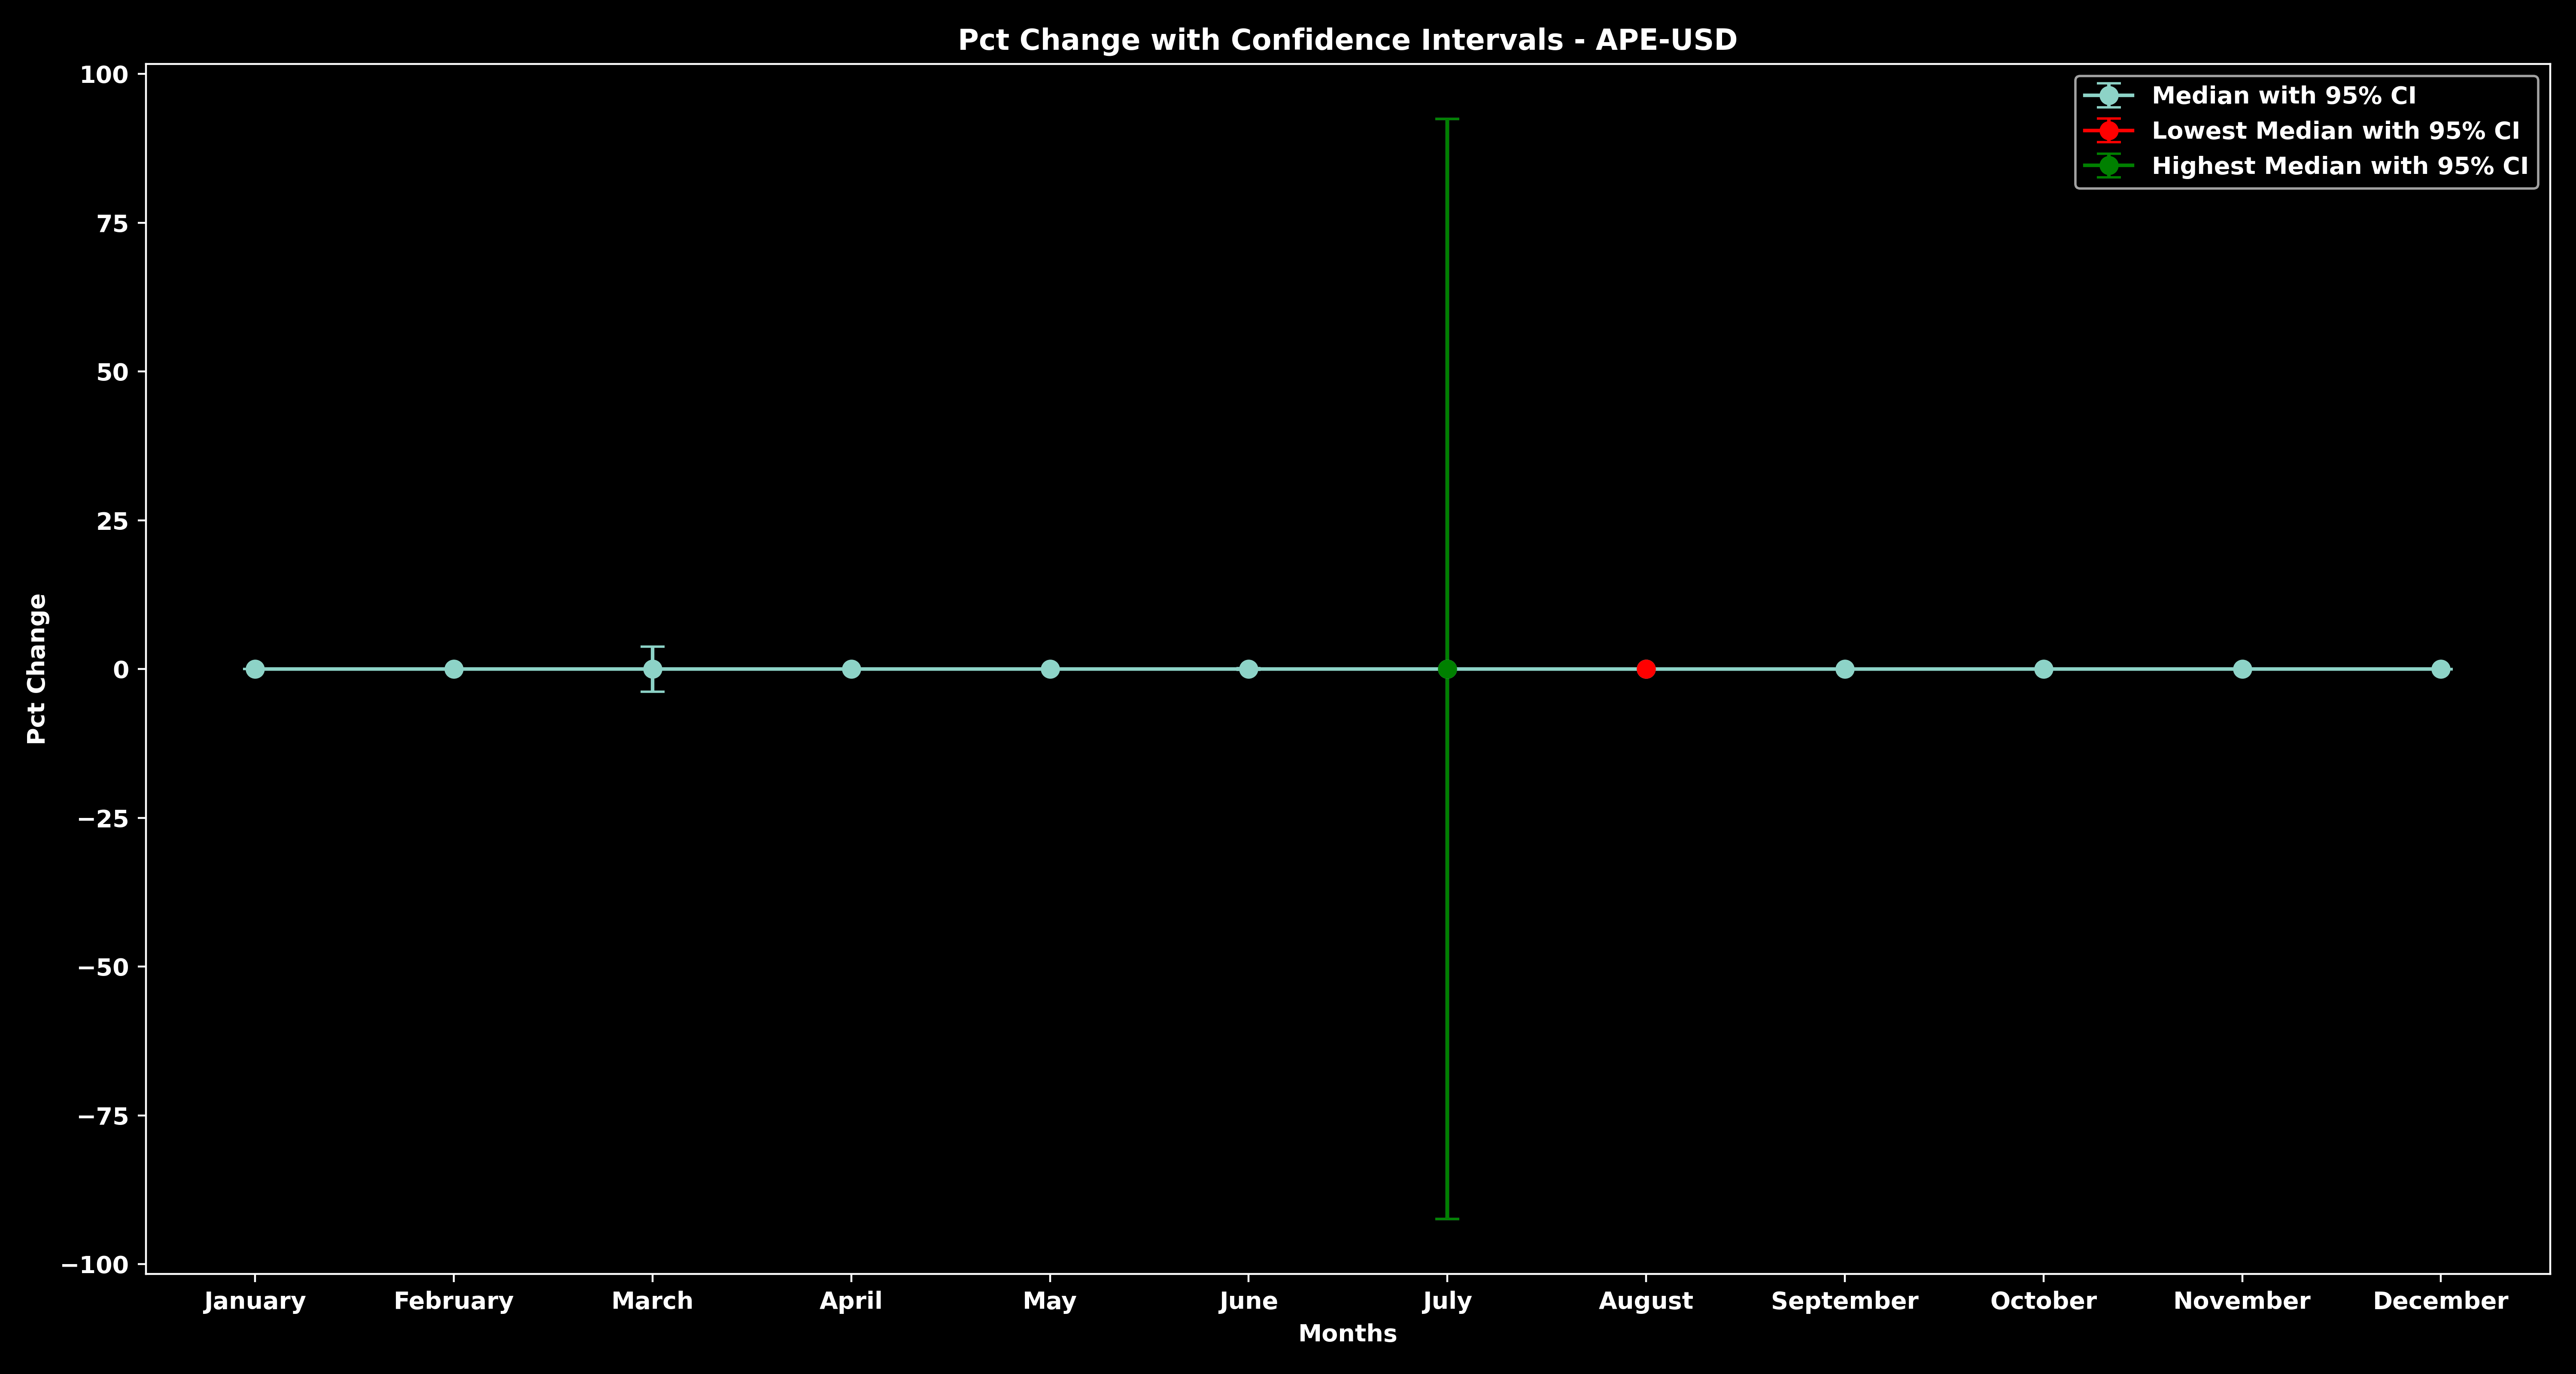 Pct Change with Confidence Intervals - APE-USD
Median with 95% CI
Lowest Median with 95% CI
Highest Median with 95% CI
Pct Change
100
75
50
25
0
−25
−50
−75
−100
January February March April May June July August September October November December
Months